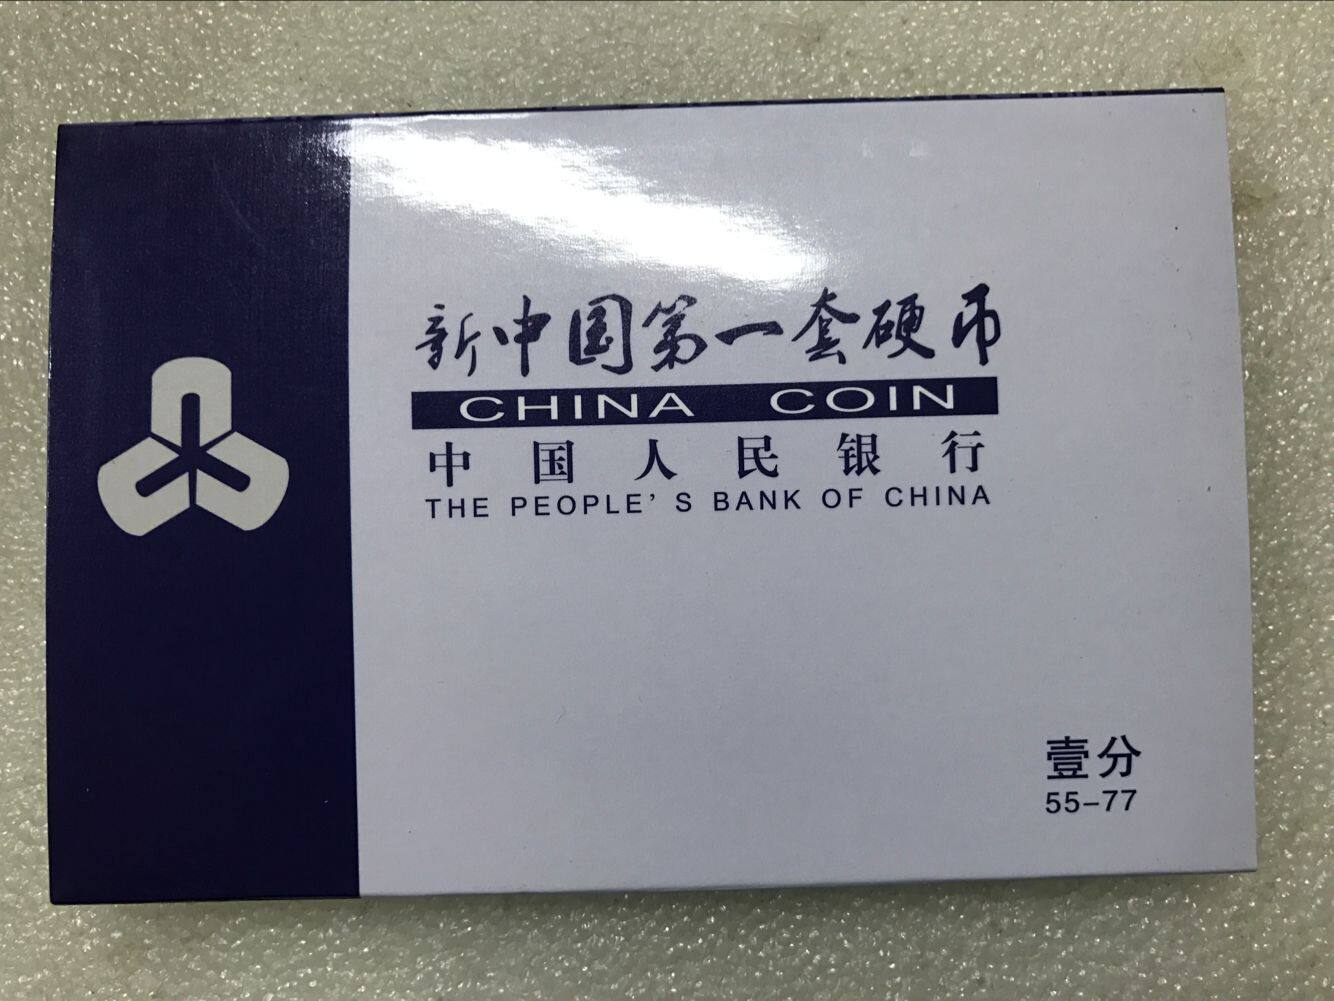 新中国第一套硬币
CHINA COIN
中国人民银行
THE PEOPLE'S BANK OF CHINA
壹分
55-77